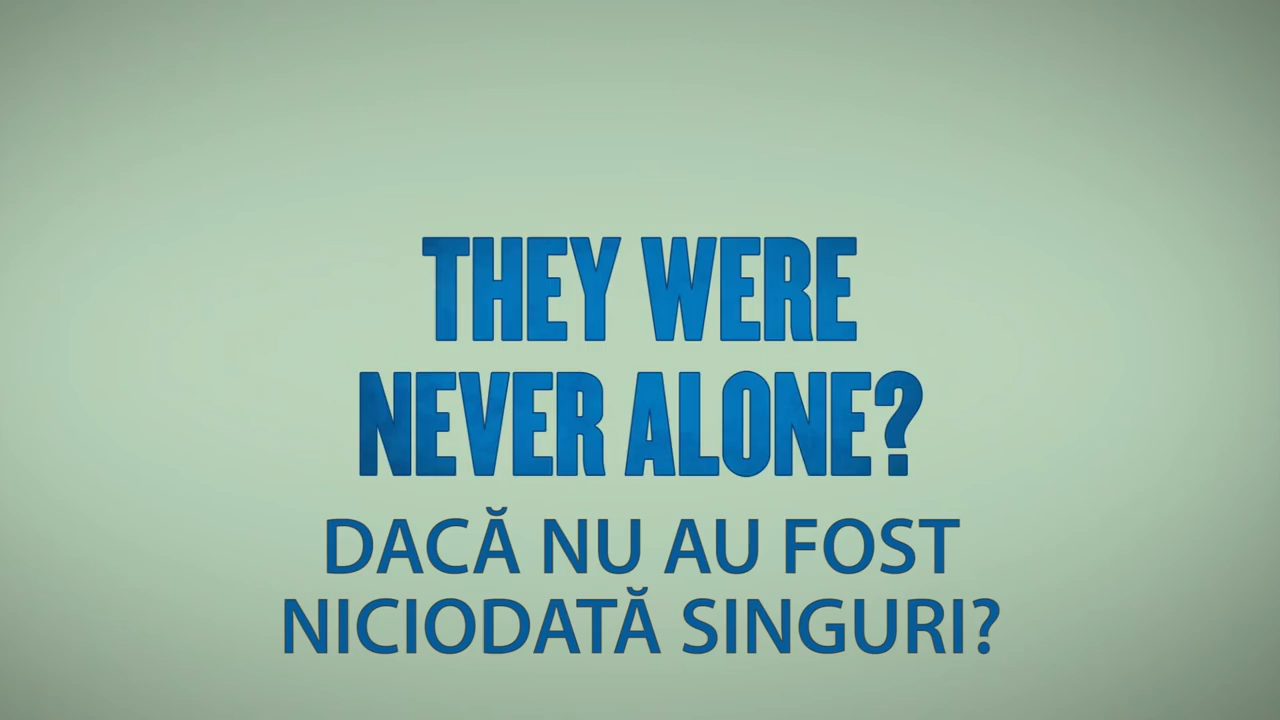 THEY WERE
NEVER ALONE?
DACĂ NU AU FOST
NICIODATĂ SINGURI?